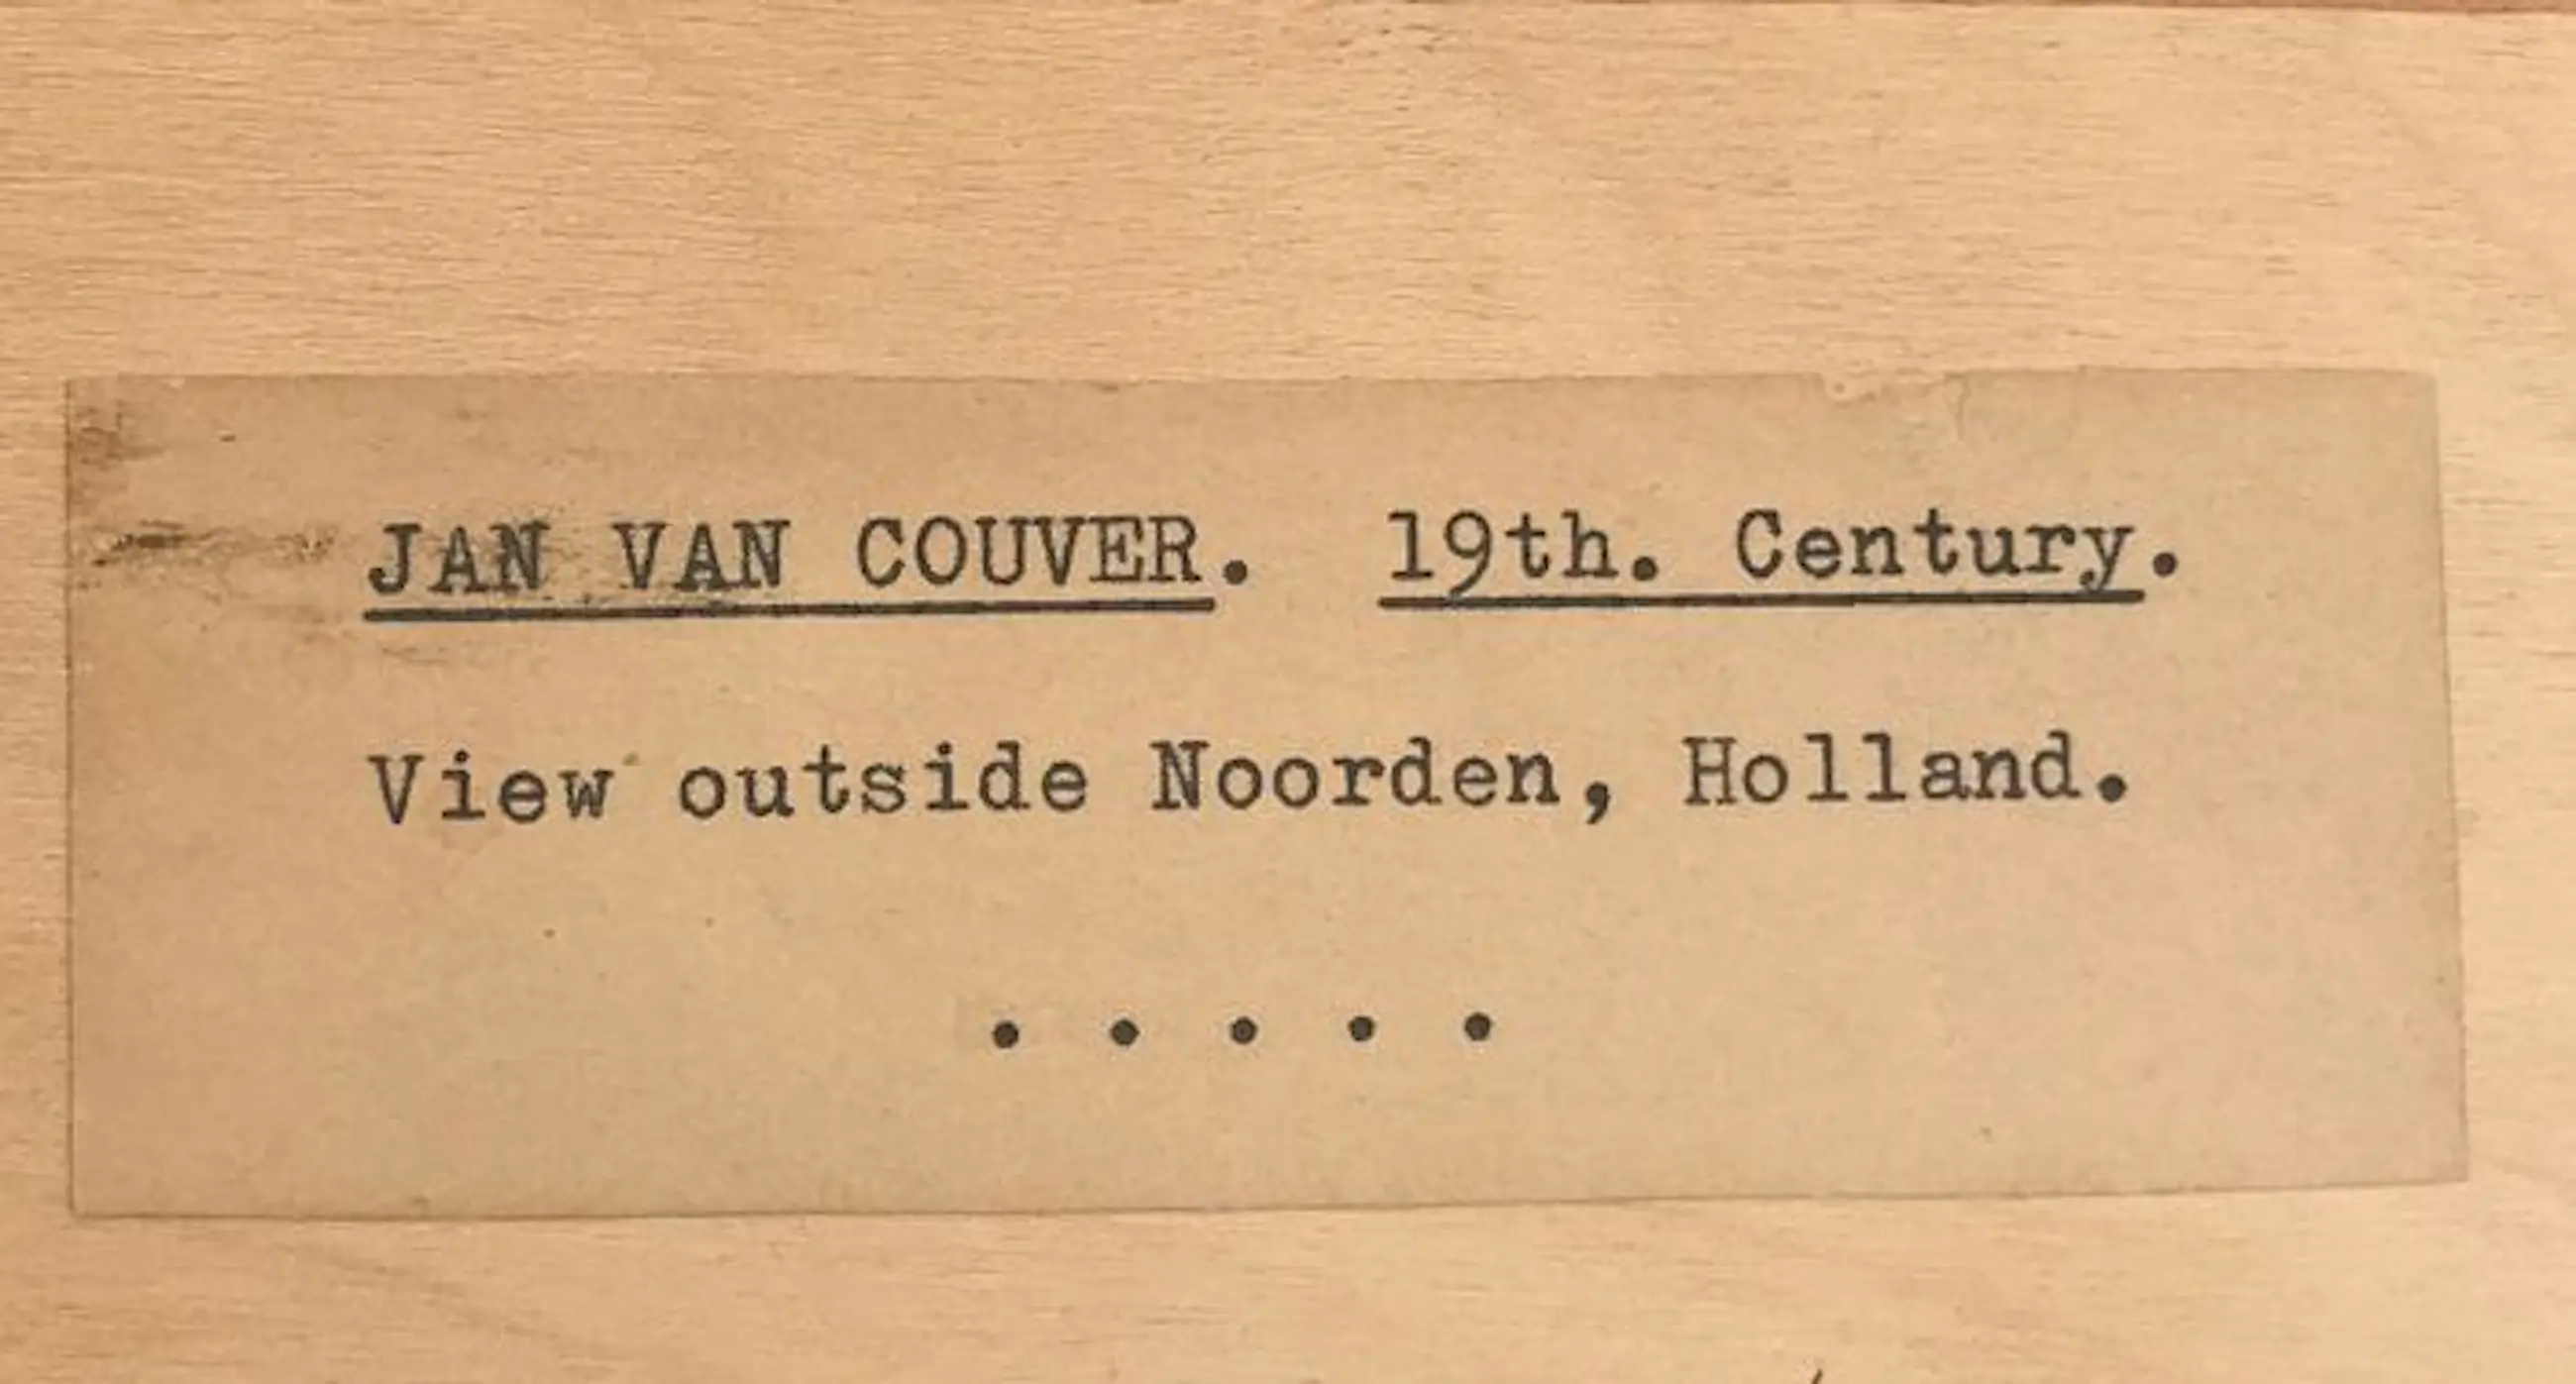 JAN VAN COUVER. 19th. Century.
View outside Noorden, Holland.
. . . . .